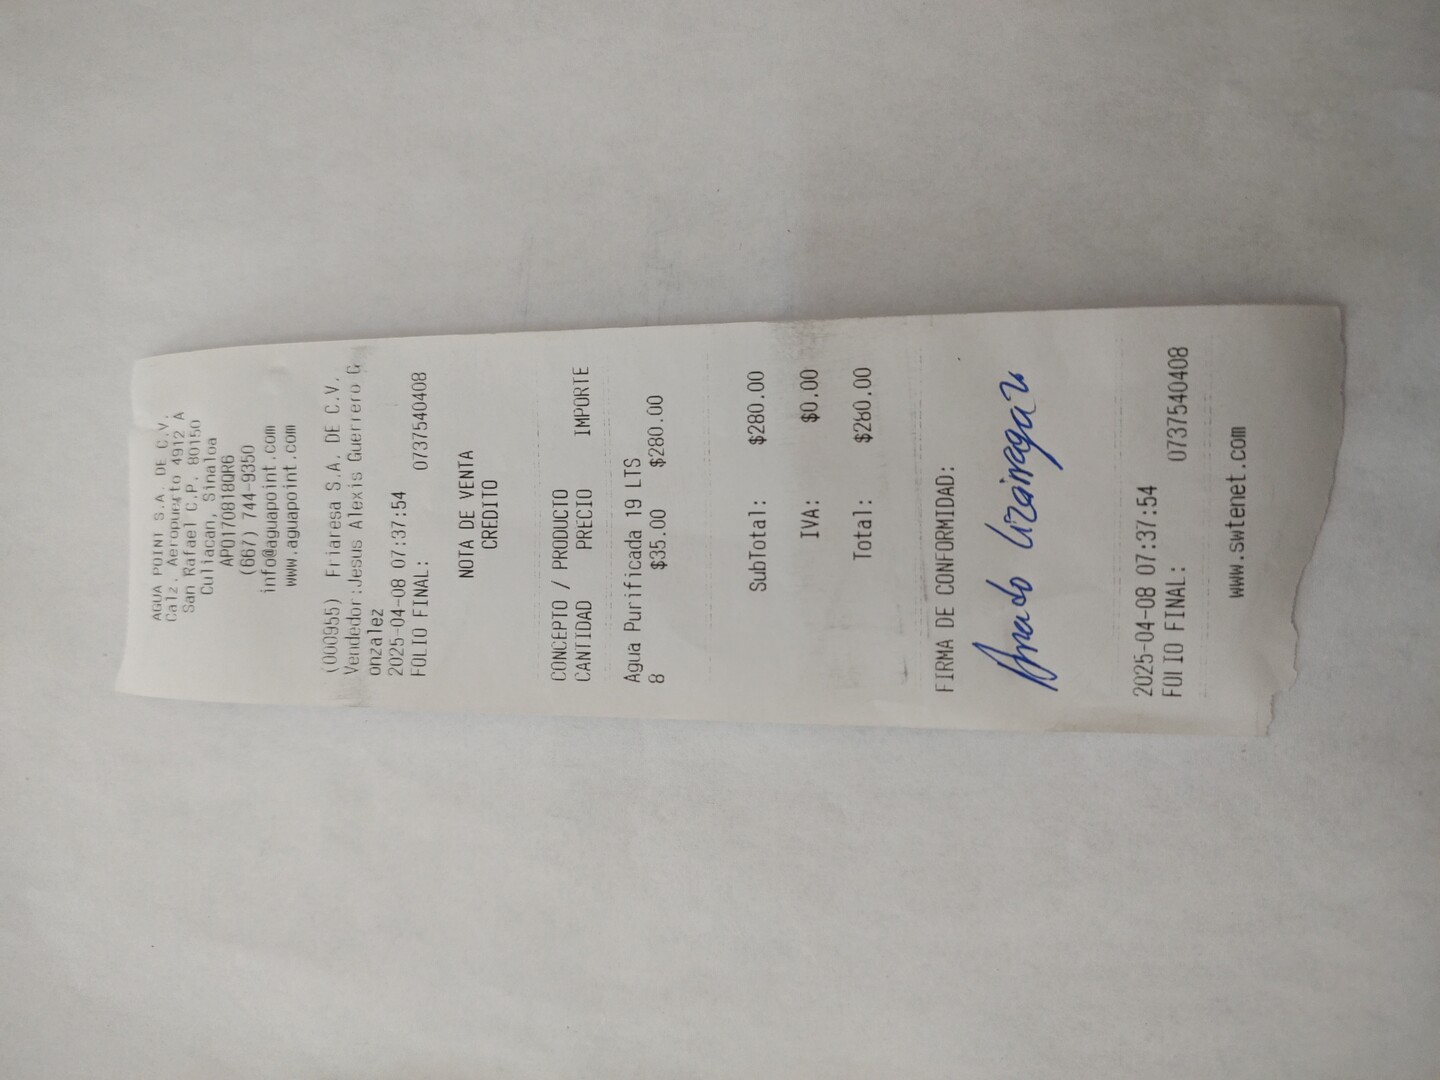 AGUA POINT S.A. DE C.V.
Calz. Aeropuerto 4912 A
San Rafael C.P. 80150
Culiacan, Sinaloa
APO170818QR6
(667) 744-9350
info@aguapoint.com
www.aguapoint.com
(000955) Friaresa S.A. DE C.V.
Vendedor:Jesus Alexis Guerrero G
onzalez
2025-04-08 07:37:54
FOLIO FINAL: 0737540408
NOTA DE VENTA
CREDITO
CONCEPTO / PRODUCTO
CANTIDAD PRECIO IMPORTE
Agua Purificada 19 LTS
8 $35.00 $280.00
SubTotal: $280.00
IVA: $0.00
Total: $280.00
FIRMA DE CONFORMIDAD:
2025-04-08 07:37:54
FOLIO FINAL: 0737540408
www.swtenet.com